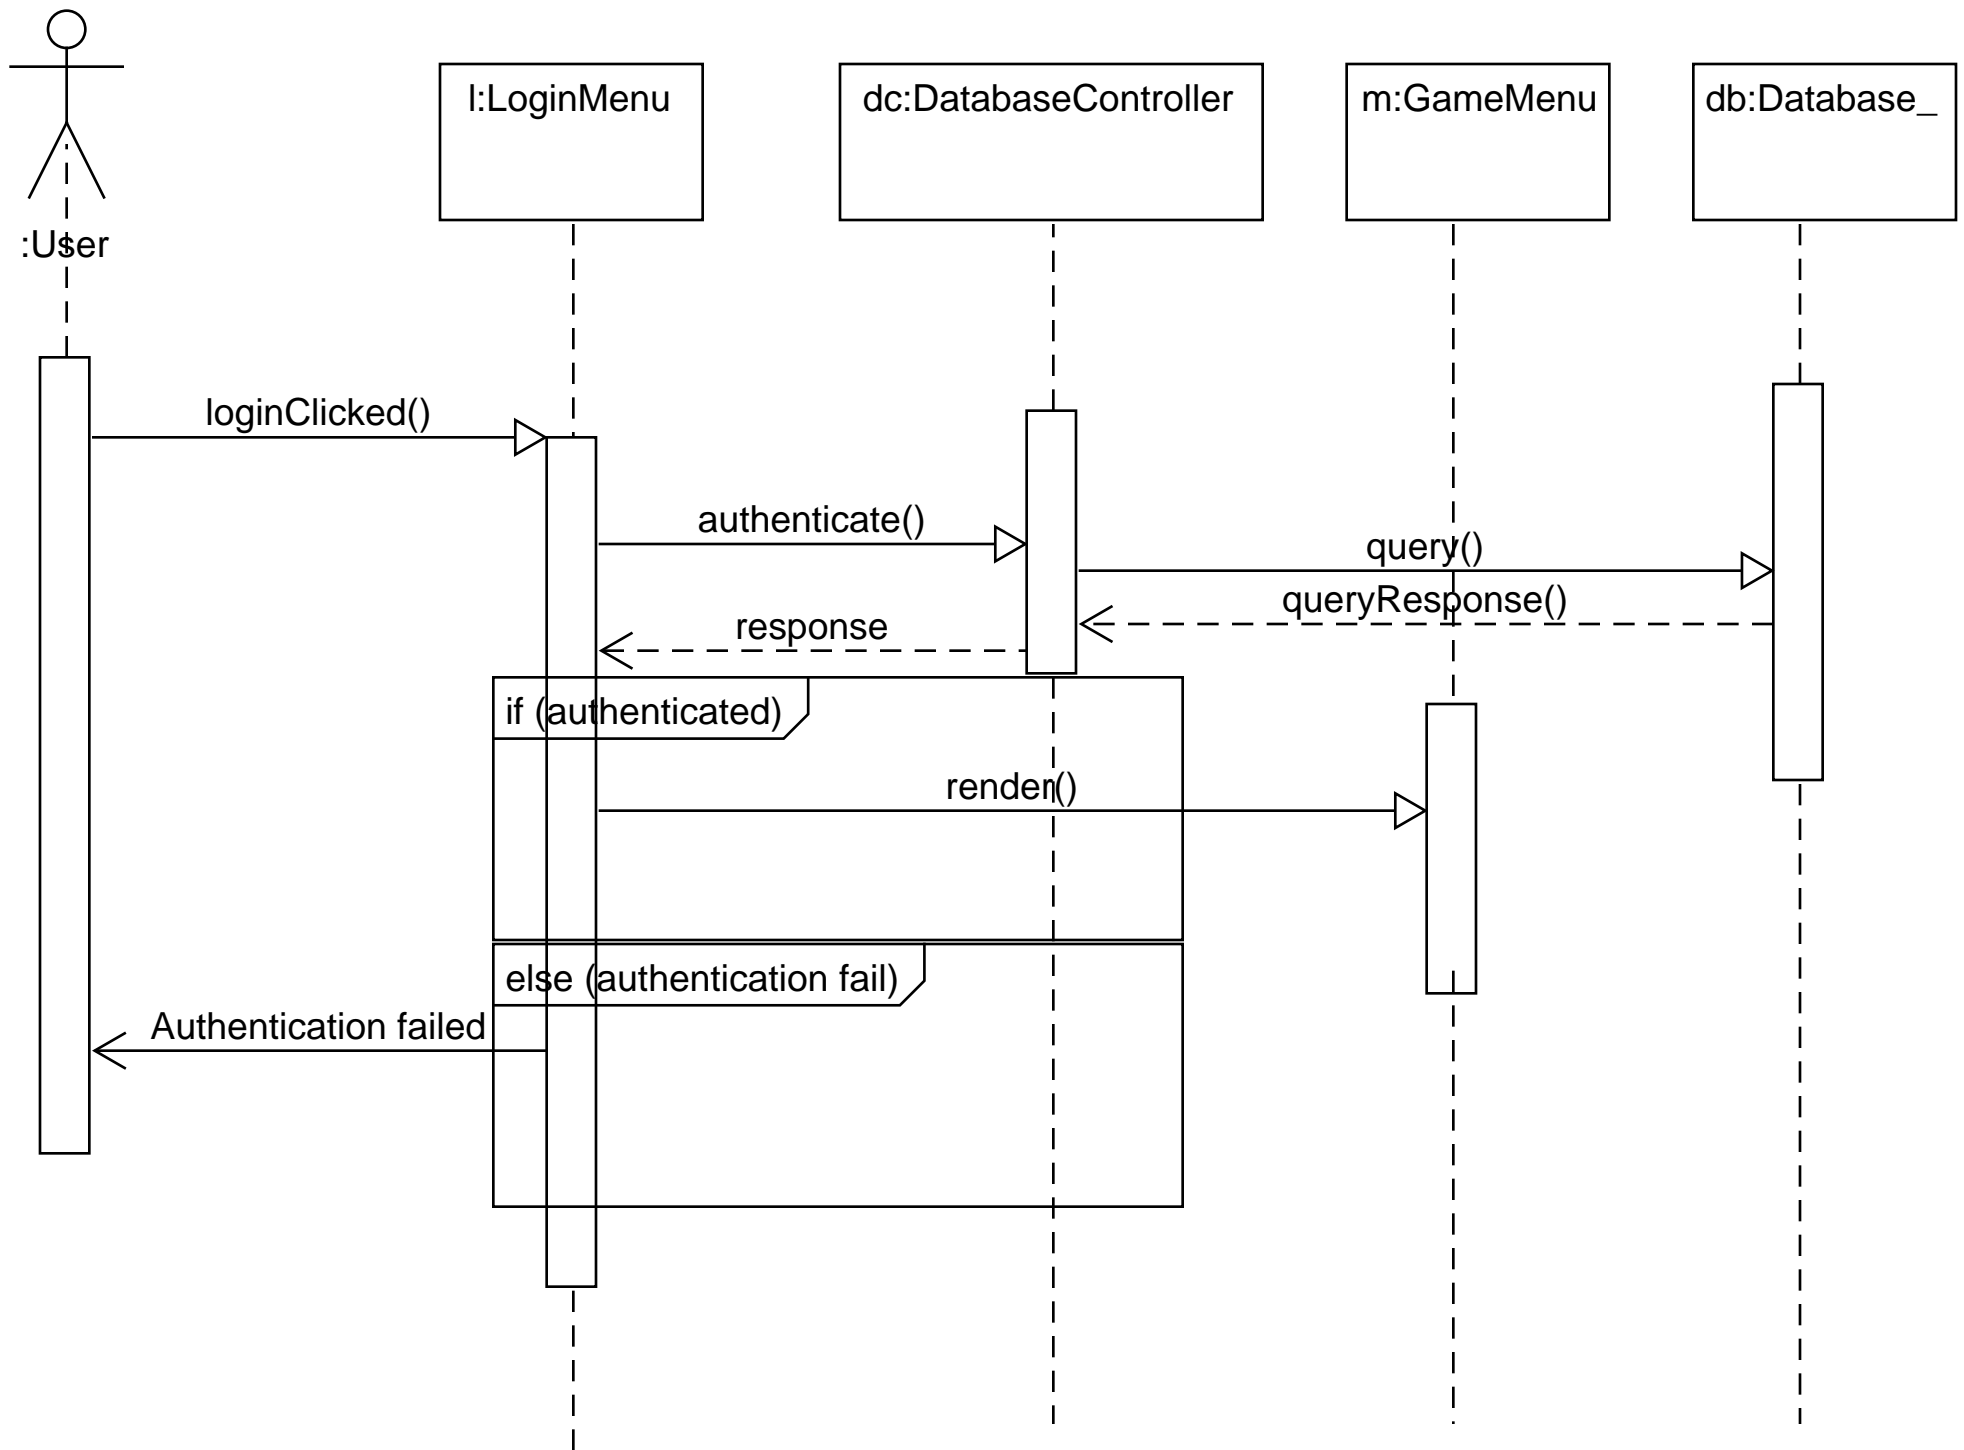 l:LoginMenu
dc:DatabaseController
m:GameMenu
db:Database_
:User
loginClicked()
authenticate()
query()
queryResponse()
response
if (authenticated)
render()
else (authentication fail)
Authentication failed